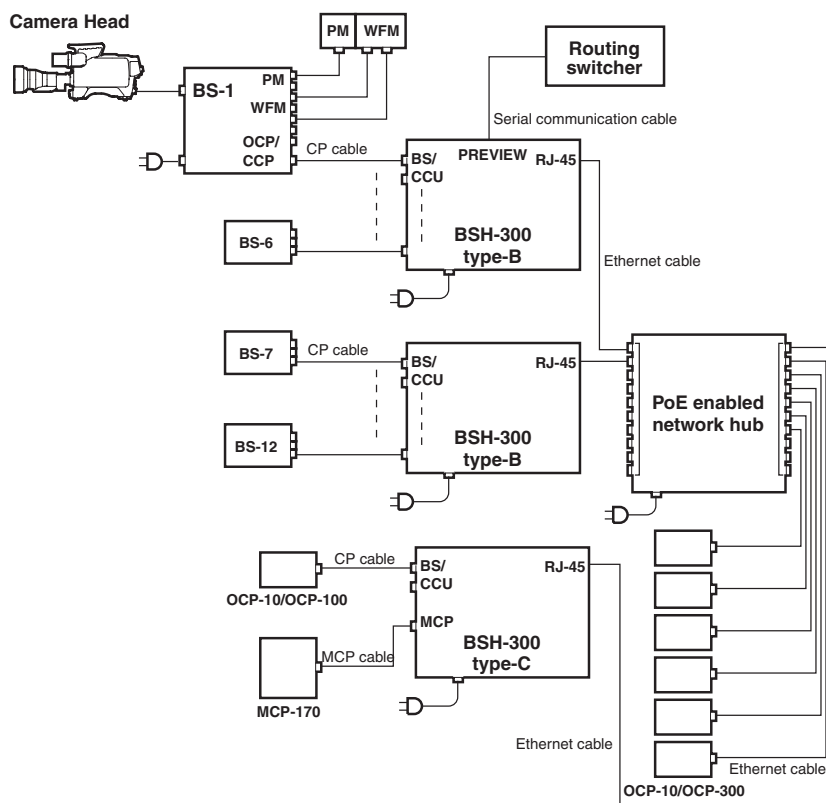 Camera Head
PM
WFM
Routing
switcher
BS-1
PM
WFM
OCP/
CCP
Serial communication cable
CP cable
BS/
CCU
PREVIEW
RJ-45
BSH-300
type-B
BS-6
Ethernet cable
BS-7
CP cable
BS/
CCU
RJ-45
BSH-300
type-B
BS-12
PoE enabled
network hub
CP cable
OCP-10/OCP-100
BS/
CCU
RJ-45
MCP
BSH-300
type-C
MCP cable
MCP-170
Ethernet cable
Ethernet cable
OCP-10/OCP-300